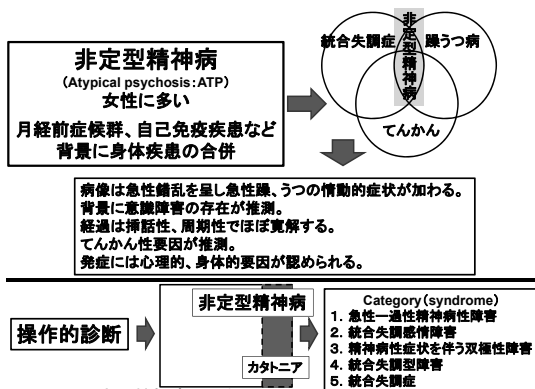 非定型精神病
(Atypical psychosis:ATP)
女性に多い
月経前症候群、自己免疫疾患など
背景に身体疾患の合併
統合失調症
非定型精神病
躁うつ病
てんかん
病像は急性錯乱を呈し急性躁、うつの情動的症状が加わる。
背景に意識障害の存在が推測。
経過は挿話性、周期性でほぼ寛解する。
てんかん性要因が推測。
発症には心理的、身体的要因が認められる。
操作的診断
非定型精神病
カタトニア
Category(syndrome)
1. 急性一過性精神病性障害
2. 統合失調感情障害
3. 精神病性症状を伴う双極性障害
4. 統合失調型障害
5. 統合失調症